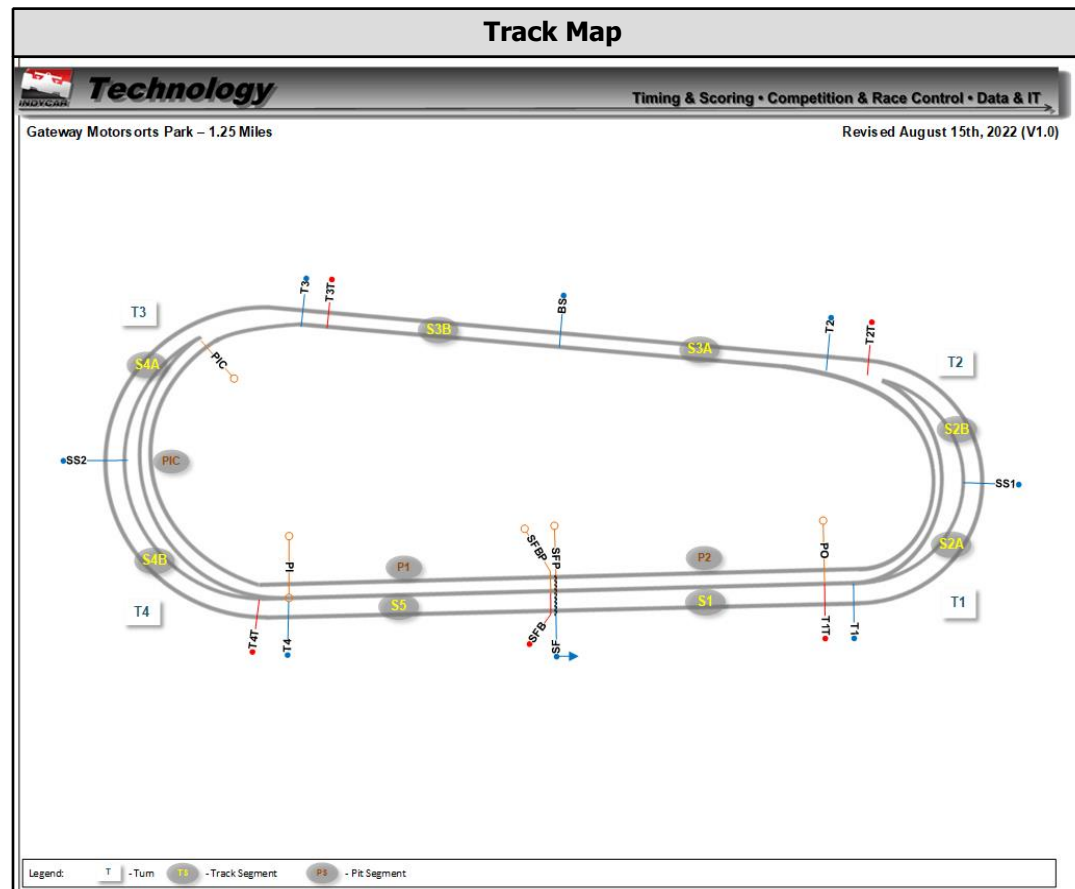 Track Map
INDYCAR Technology
Timing & Scoring • Competition & Race Control • Data & IT
Gateway Motorsorts Park – 1.25 Miles
Revised August 15th, 2022 (V1.0)
T3
T3
T3T
BS
S3B
S3A
T2
T2T
T2
S4A
PIC
S2B
SS2
PIC
SS1
S4B
PI
P1
SFBP
SFP
P2
PO
S2A
T4
S5
S1
T1
T4T
T4
SFB
SF
T1T
T1
Legend: T - Turn TS - Track Segment PS - Pit Segment